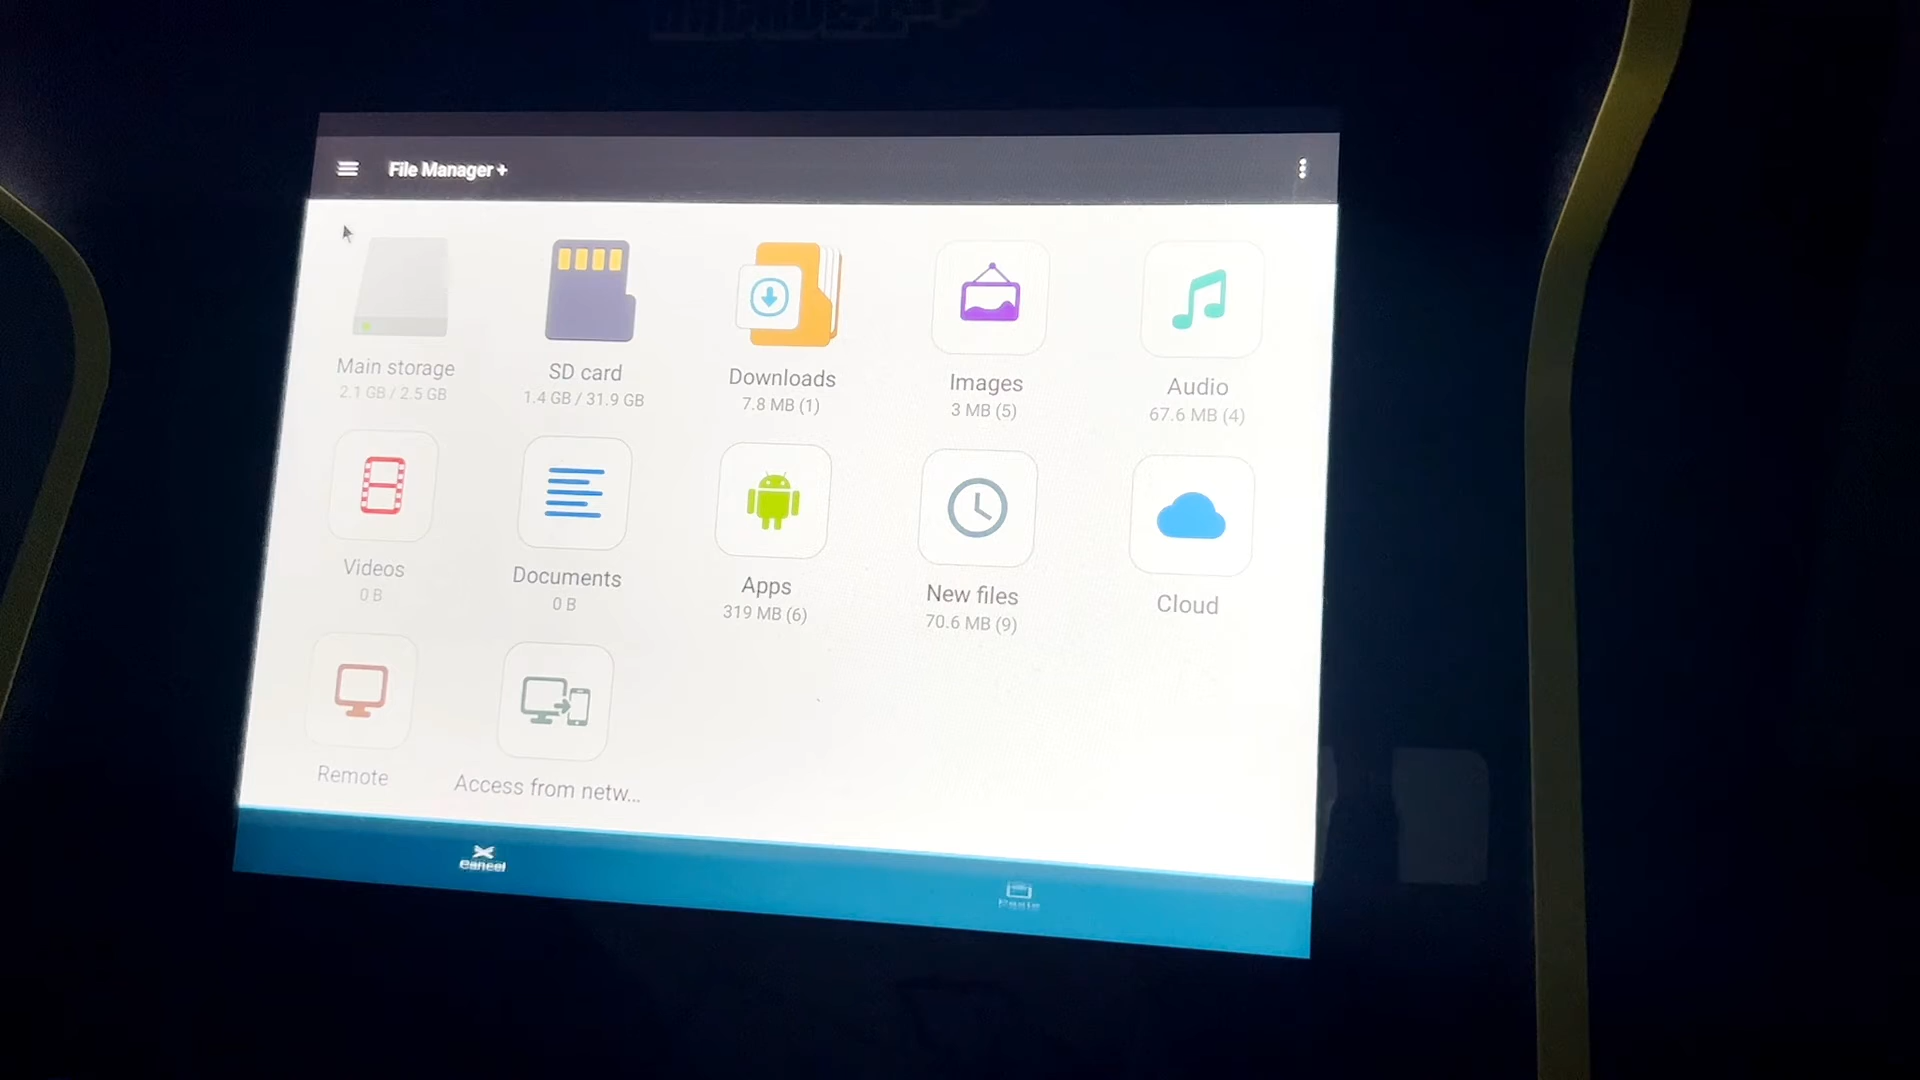 File Manager +
Main storage
2.1 GB / 2.5 GB
SD card
1.4 GB / 31.9 GB
Downloads
7.8 MB (1)
Images
3 MB (5)
Audio
67.6 MB (4)
Videos
0 B
Documents
0 B
Apps
319 MB (6)
New files
70.6 MB (9)
Cloud
Remote
Access from netw...
Cancel
Paste